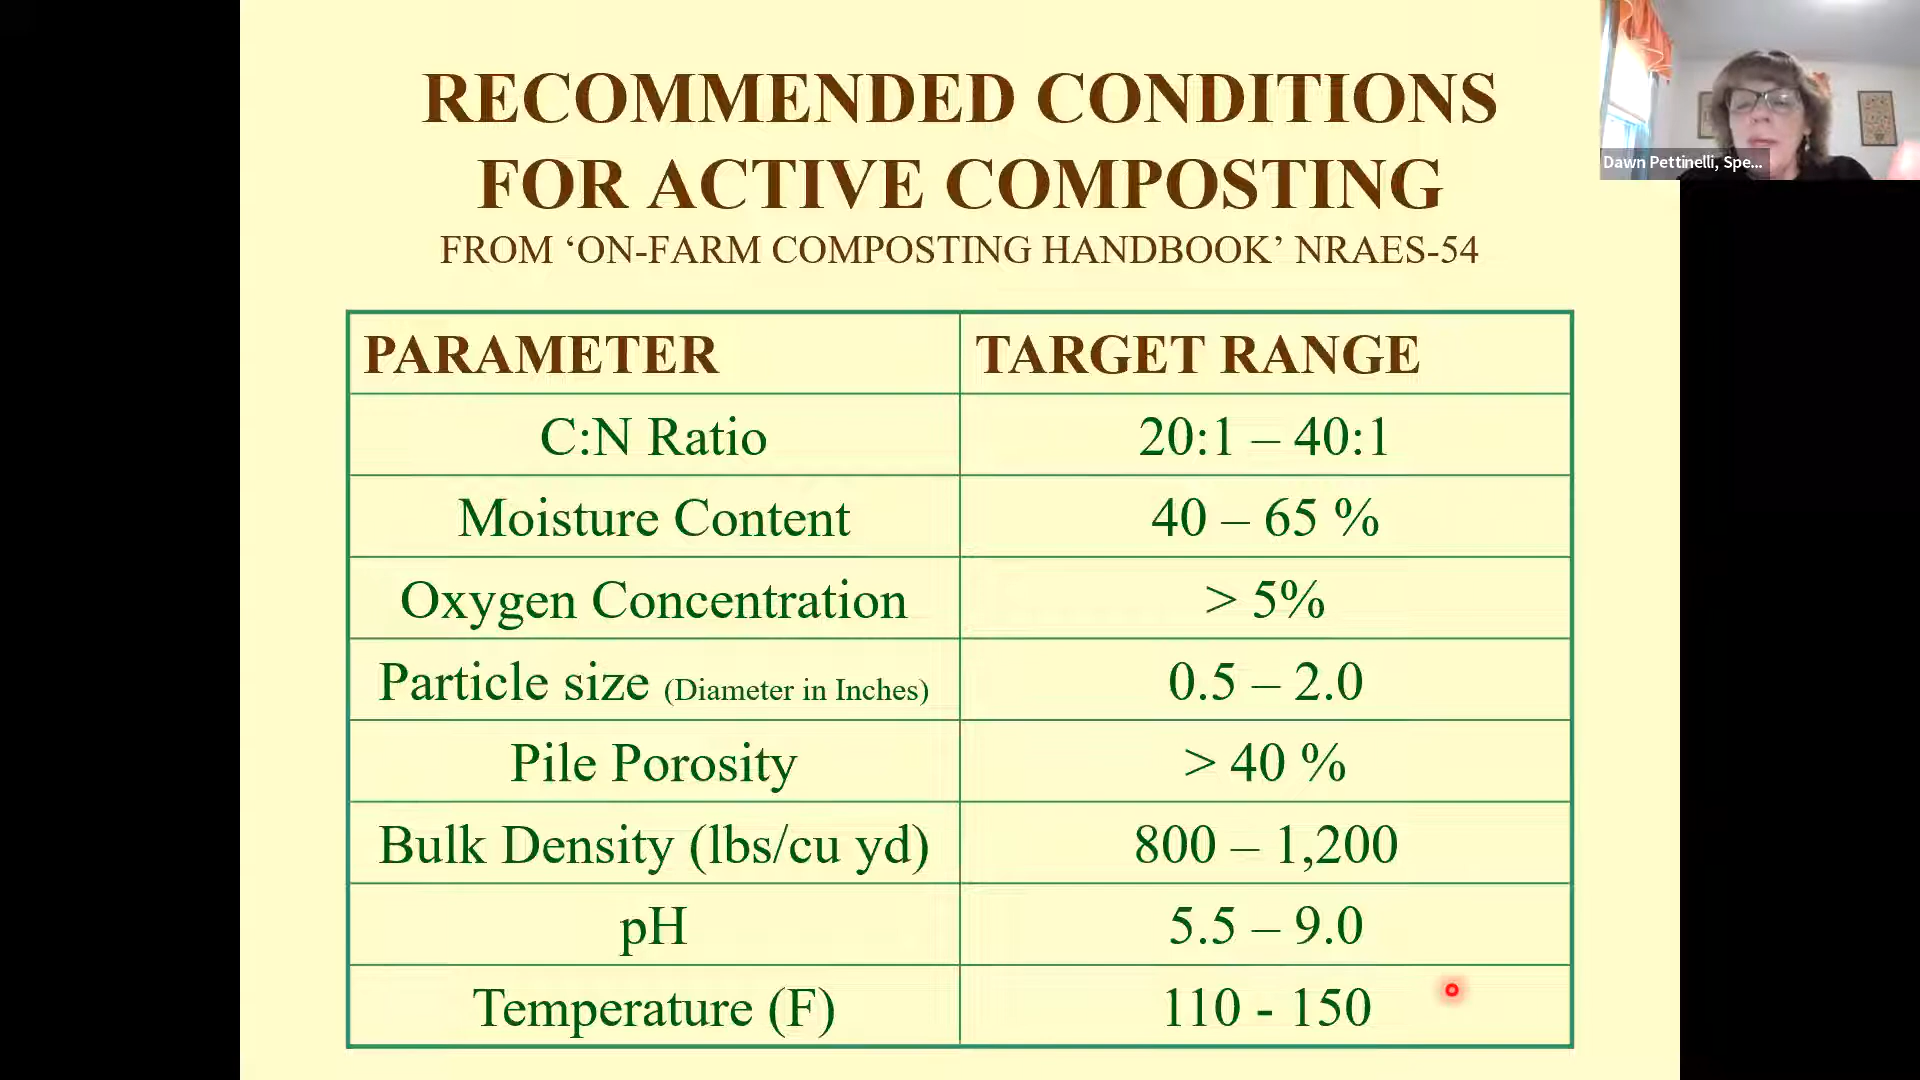 RECOMMENDED CONDITIONS
FOR ACTIVE COMPOSTING
FROM ‘ON-FARM COMPOSTING HANDBOOK’ NRAES-54
Dawn Pettinelli, Spe...
PARAMETER TARGET RANGE
C:N Ratio 20:1 – 40:1
Moisture Content 40 – 65 %
Oxygen Concentration > 5%
Particle size (Diameter in Inches) 0.5 – 2.0
Pile Porosity > 40 %
Bulk Density (lbs/cu yd) 800 – 1,200
pH 5.5 – 9.0
Temperature (F) 110 - 150